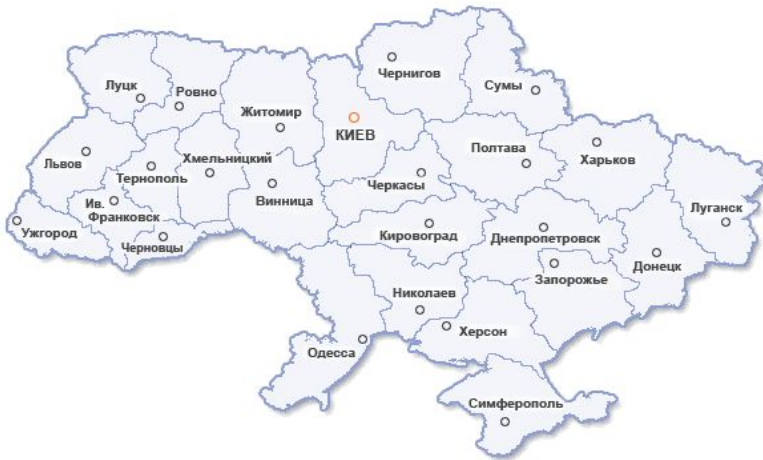 Чернигов
Луцк
Ровно
Сумы
Житомир
КИЕВ
Львов
Тернополь
Хмельницкий
Полтава
Харьков
Черкасы
Винница
Ив.
Франковск
Луганск
Ужгород
Черновцы
Кировоград
Днепропетровск
Донецк
Запорожье
Николаев
Херсон
Одесса
Симферополь